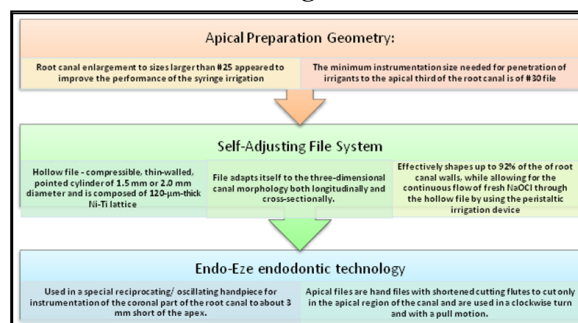 Apical Preparation Geometry:
Root canal enlargement to sizes larger than #25 appeared to
improve the performance of the syringe irrigation
The minimum instrumentation size needed for penetration of
irrigants to the apical third of the root canal is of #30 file
Self-Adjusting File System
Hollow file - compressible, thin-walled,
pointed cylinder of 1.5 mm or 2.0 mm
diameter and is composed of 120-µm-thick
Ni-Ti lattice
File adapts itself to the three-dimensional
canal morphology both longitudinally and
cross-sectionally.
Effectively shapes up to 92% of the of root
canal walls, while allowing for the
continuous flow of fresh NaOCl through
the hollow file by using the peristaltic
irrigation device
Endo-Eze endodontic technology
Used in a special reciprocating/ oscillating handpiece for
instrumentation of the coronal part of the root canal to about 3
mm short of the apex.
Apical files are hand files with shortened cutting flutes to cut only
in the apical region of the canal and are used in a clockwise turn
and with a pull motion.